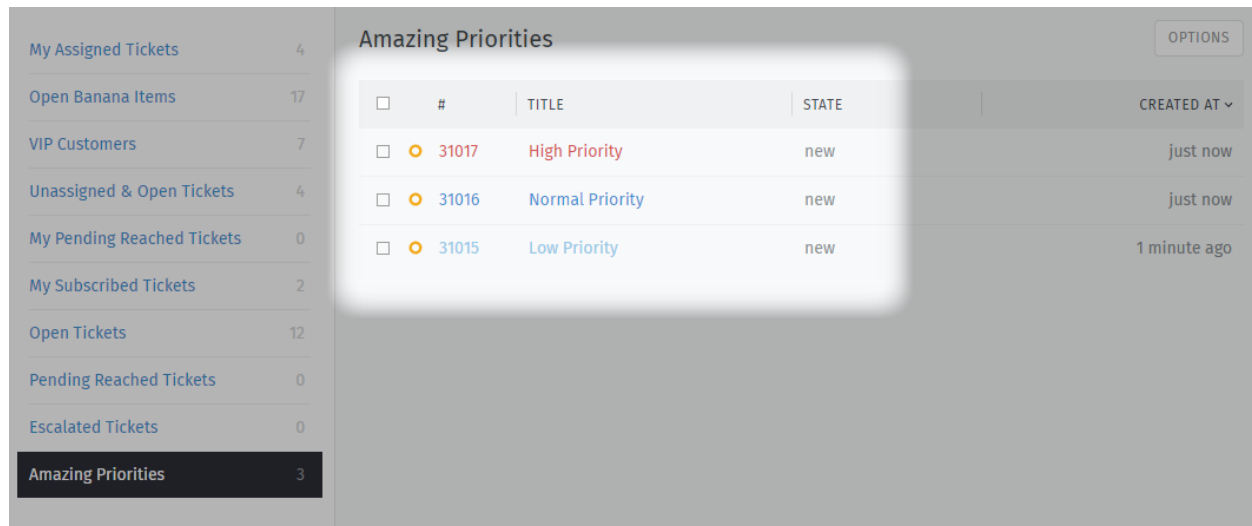 My Assigned Tickets 4
Open Banana Items 17
VIP Customers 7
Unassigned & Open Tickets 4
My Pending Reached Tickets 0
My Subscribed Tickets 2
Open Tickets 12
Pending Reached Tickets 0
Escalated Tickets 0
Amazing Priorities 3
Amazing Priorities OPTIONS
# TITLE STATE CREATED AT
31017 High Priority new just now
31016 Normal Priority new just now
31015 Low Priority new 1 minute ago